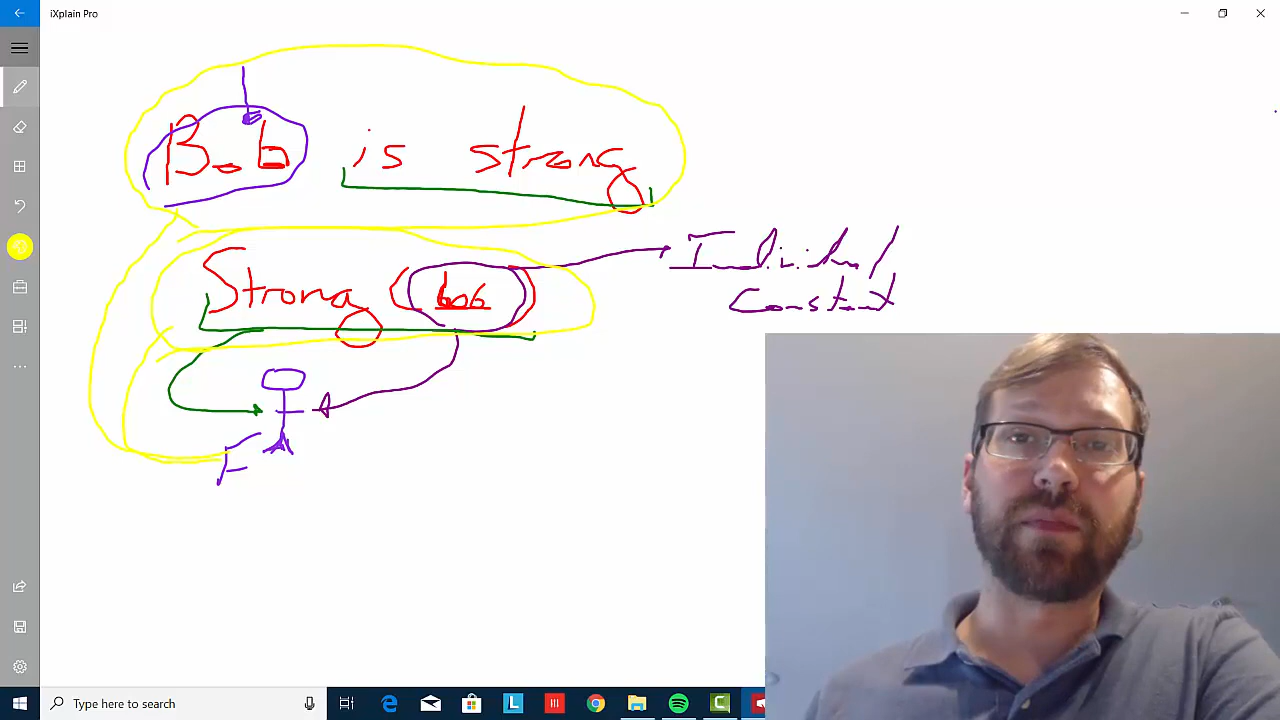 iXplain Pro
Bob is strong
Strong (bob)
Individual
Constant
F
Type here to search